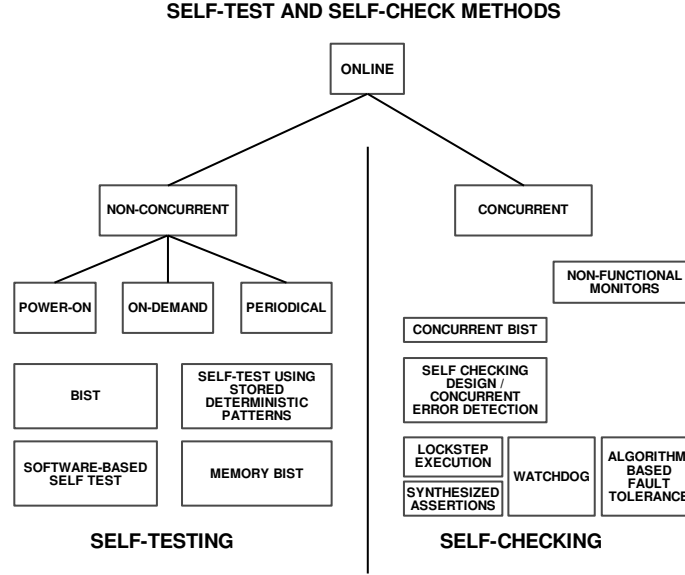 SELF-TEST AND SELF-CHECK METHODS
ONLINE
NON-CONCURRENT
CONCURRENT
POWER-ON
ON-DEMAND
PERIODICAL
NON-FUNCTIONAL
MONITORS
CONCURRENT BIST
BIST
SELF-TEST USING
STORED
DETERMINISTIC
PATTERNS
SELF CHECKING
DESIGN /
CONCURRENT
ERROR DETECTION
SOFTWARE-BASED
SELF TEST
MEMORY BIST
LOCKSTEP
EXECUTION
SYNTHESIZED
ASSERTIONS
WATCHDOG
ALGORITHM
BASED
FAULT
TOLERANCE
SELF-TESTING
SELF-CHECKING